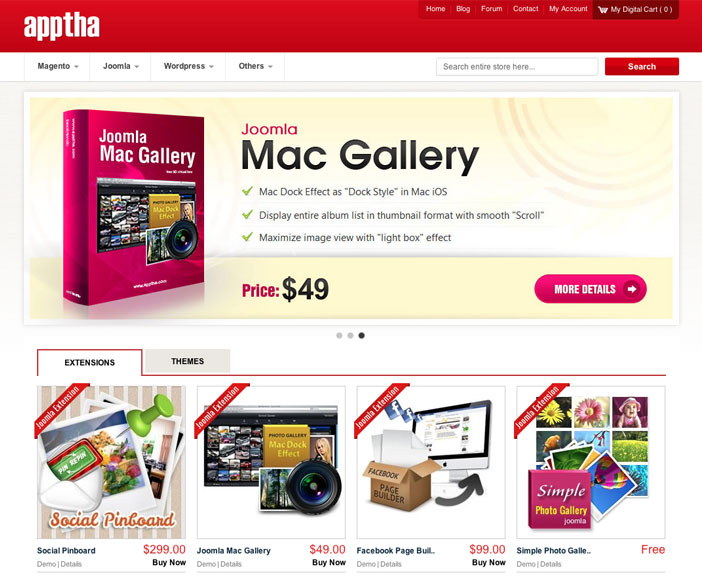 apptha
Home | Blog | Forum | Contact | My Account
My Digital Cart ( 0 )
Magento
Joomla
Wordpress
Others
Search entire store here...
Search
Joomla
Mac Gallery
PHOTO GALLERY
Mac Dock
Effect
www.apptha.com
Joomla
Mac Gallery
Mac Dock Effect as "Dock Style" in Mac iOS
Display entire album list in thumbnail format with smooth "Scroll"
Maximize image view with "light box" effect
Price: $49
MORE DETAILS
EXTENSIONS
THEMES
Joomla Extension
PIN REPIN
Social Pinboard
Joomla Extension
PHOTO GALLERY
Mac Dock
Effect
Joomla Extension
FACEBOOK
PAGE
BUILDER
Joomla Extension
Simple
Photo Gallery
joomla
Social Pinboard
$299.00
Demo | Details
Buy Now
Joomla Mac Gallery
$49.00
Demo | Details
Buy Now
Facebook Page Buil..
$99.00
Demo | Details
Buy Now
Simple Photo Galle..
Free
Demo | Details